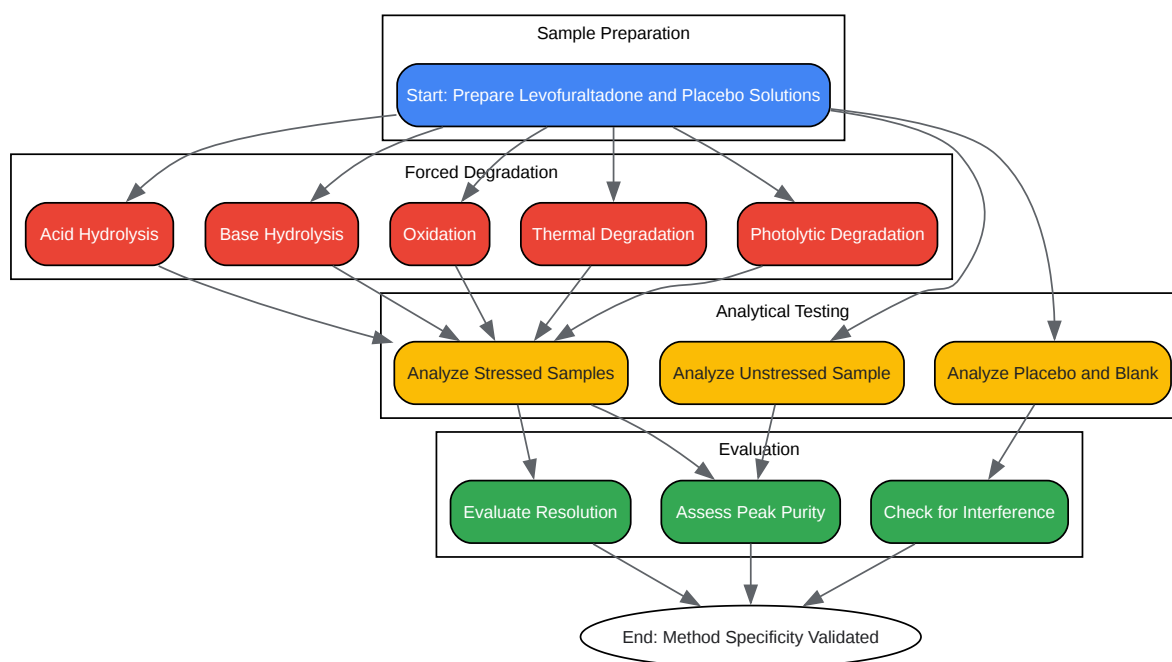 Sample Preparation
Start: Prepare Levofuraltadone and Placebo Solutions
Forced Degradation
Acid Hydrolysis
Base Hydrolysis
Oxidation
Thermal Degradation
Photolytic Degradation
Analytical Testing
Analyze Stressed Samples
Analyze Unstressed Sample
Analyze Placebo and Blank
Evaluation
Evaluate Resolution
Assess Peak Purity
Check for Interference
End: Method Specificity Validated